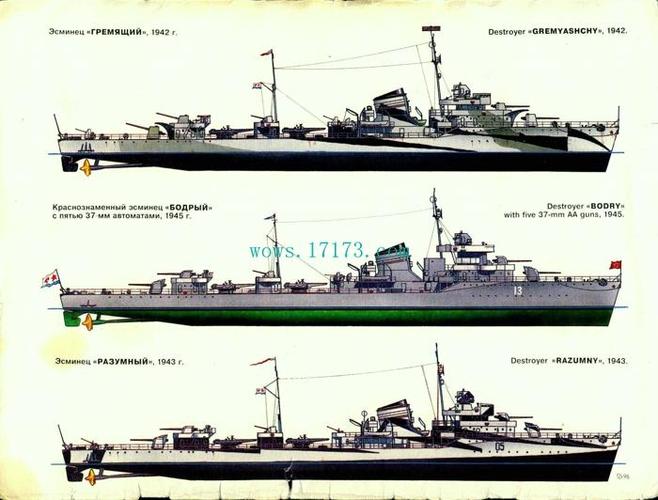 Эсминец «ГРЕМЯЩИЙ», 1942 г.
Destroyer «GREMYASHCHY», 1942.
Краснознаменный эсминец «БОДРЫЙ»
с пятью 37-мм автоматами, 1945 г.
Destroyer «BODRY»
with five 37-mm AA guns, 1945.
wows.17173.com
13
Эсминец «РАЗУМНЫЙ», 1943 г.
Destroyer «RAZUMNY», 1943.
05